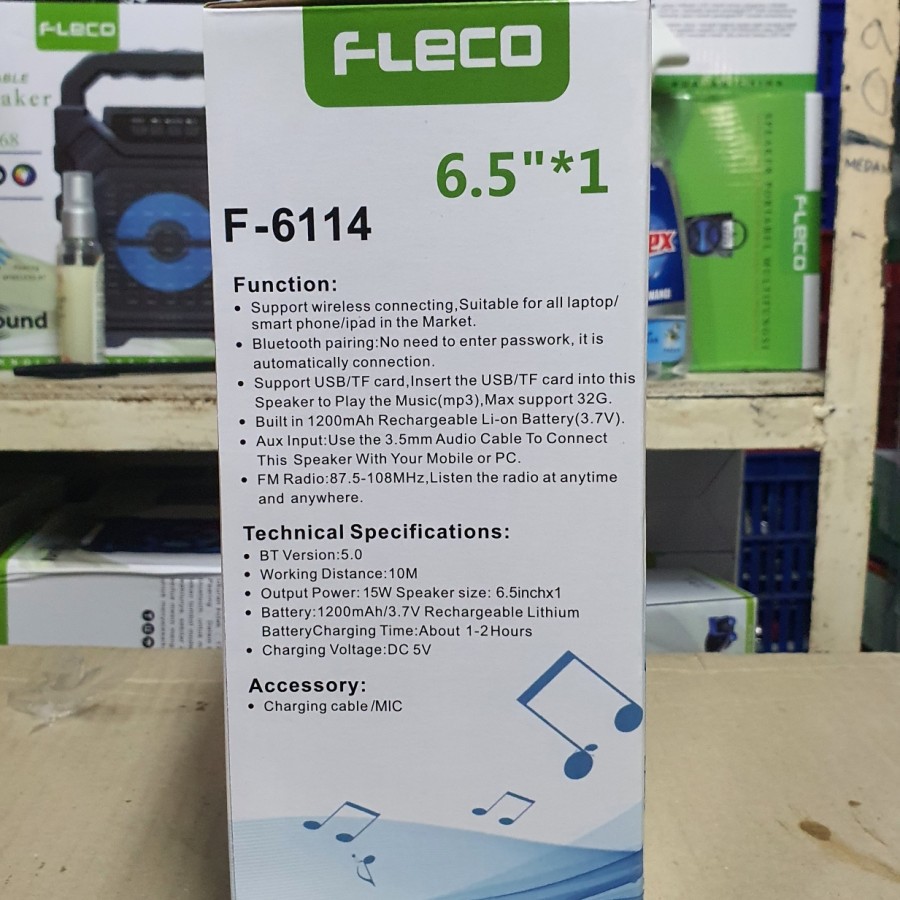 FLECO
6.5"*1
F-6114
Function:
• Support wireless connecting,Suitable for all laptop/
smart phone/ipad in the Market.
• Bluetooth pairing:No need to enter passwork, it is
automatically connection.
• Support USB/TF card,Insert the USB/TF card into this
Speaker to Play the Music(mp3),Max support 32G.
• Built in 1200mAh Rechargeable Li-on Battery(3.7V).
• Aux Input:Use the 3.5mm Audio Cable To Connect
This Speaker With Your Mobile or PC.
• FM Radio:87.5-108MHz,Listen the radio at anytime
and anywhere.
Technical Specifications:
• BT Version:5.0
• Working Distance:10M
• Output Power: 15W Speaker size: 6.5inchx1
• Battery:1200mAh/3.7V Rechargeable Lithium
BatteryCharging Time:About 1-2Hours
• Charging Voltage:DC 5V
Accessory:
• Charging cable/MIC
FLECO
aker
68
ound
FLECO
SPEAKER PORTABEL MULTIFUNGSI
MEDAN